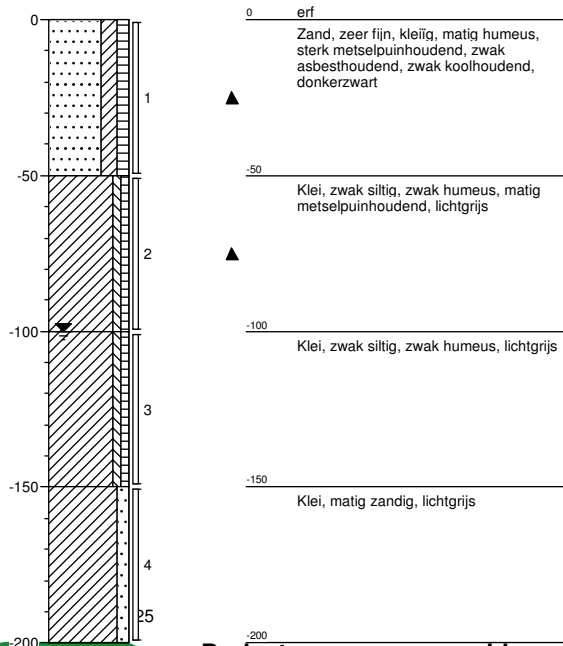 0
erf
0
Zand, zeer fijn, kleiïg, matig humeus,
sterk metselpuinhoudend, zwak
asbesthoudend, zwak koolhoudend,
donkerzwart
1
-50
-50
Klei, zwak siltig, zwak humeus, matig
metselpuinhoudend, lichtgrijs
2
-100
-100
Klei, zwak siltig, zwak humeus, lichtgrijs
3
-150
-150
Klei, matig zandig, lichtgrijs
4
25
-200
-200